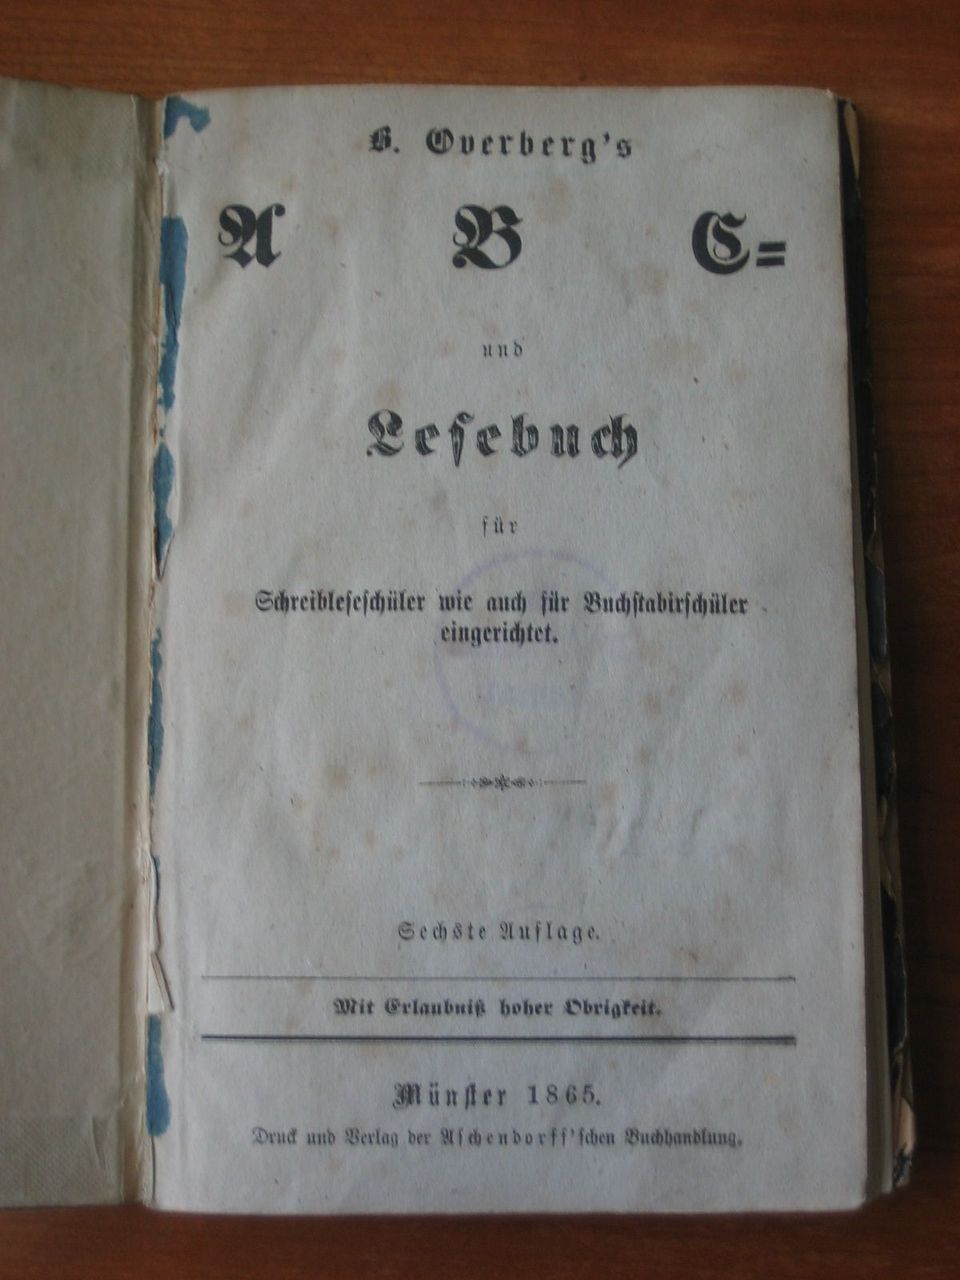 B. Overberg's
A B C=
und
Leſebuch
für
Schreibleſeſchüler wie auch für Buchſtabirſchüler
eingerichtet.
Sechste Auflage.
Mit Erlaubniß hoher Obrigkeit.
Münſter 1865.
Druck und Verlag der Aſchendorff'ſchen Buchhandlung.